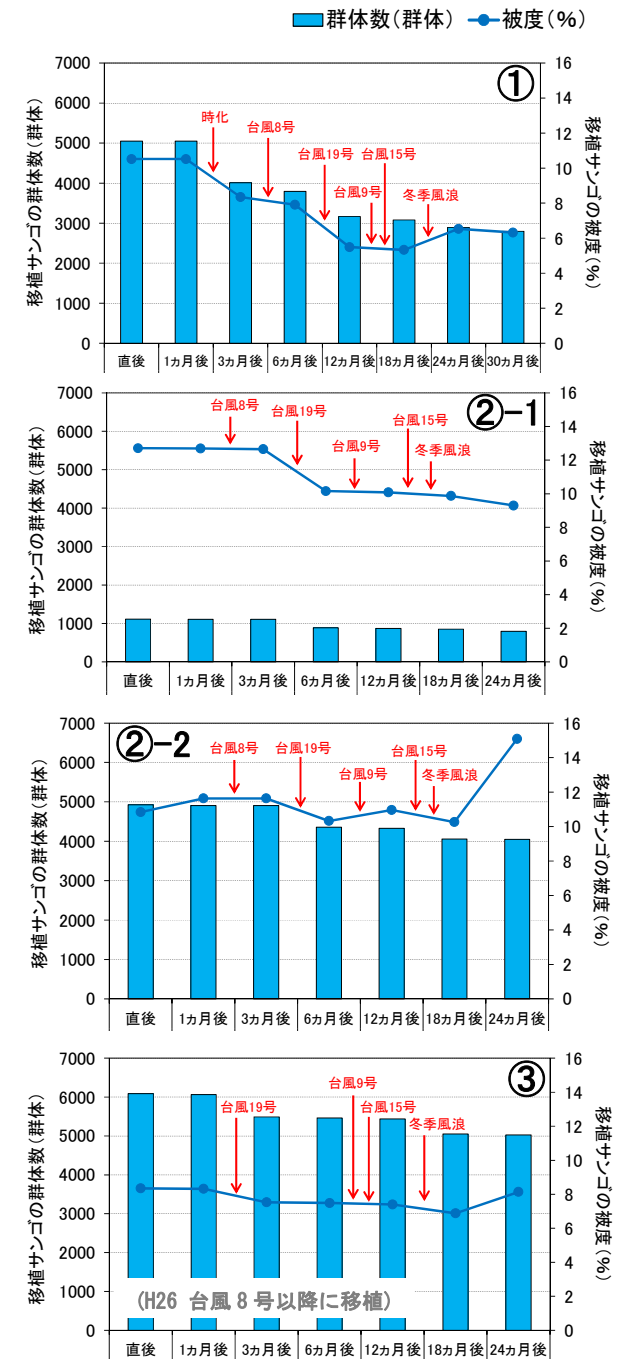 群体数(群体) 被度(%)
①
移植サンゴの群体数(群体)
移植サンゴの被度(%)
7000
6000
5000
4000
3000
2000
1000
0
16
14
12
10
8
6
4
2
0
時化
台風8号
台風19号
台風15号
台風9号
冬季風浪
直後 1ヵ月後 3ヵ月後 6ヵ月後 12ヵ月後 18ヵ月後 24ヵ月後 30ヵ月後
②-1
移植サンゴの群体数(群体)
移植サンゴの被度(%)
7000
6000
5000
4000
3000
2000
1000
0
16
14
12
10
8
6
4
2
0
台風8号
台風19号
台風9号
台風15号
冬季風浪
直後 1ヵ月後 3ヵ月後 6ヵ月後 12ヵ月後 18ヵ月後 24ヵ月後
②-2
移植サンゴの群体数(群体)
移植サンゴの被度(%)
7000
6000
5000
4000
3000
2000
1000
0
16
14
12
10
8
6
4
2
0
台風8号
台風19号
台風9号
台風15号
冬季風浪
直後 1ヵ月後 3ヵ月後 6ヵ月後 12ヵ月後 18ヵ月後 24ヵ月後
③
移植サンゴの群体数(群体)
移植サンゴの被度(%)
7000
6000
5000
4000
3000
2000
1000
0
16
14
12
10
8
6
4
2
0
台風19号
台風9号
台風15号
冬季風浪
(H26 台風8号以降に移植)
直後 1ヵ月後 3ヵ月後 6ヵ月後 12ヵ月後 18ヵ月後 24ヵ月後